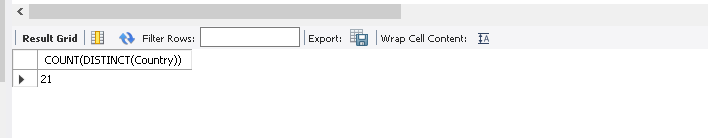 Result Grid Filter Rows: Export: Wrap Cell Content:
COUNT(DISTINCT(Country))
21